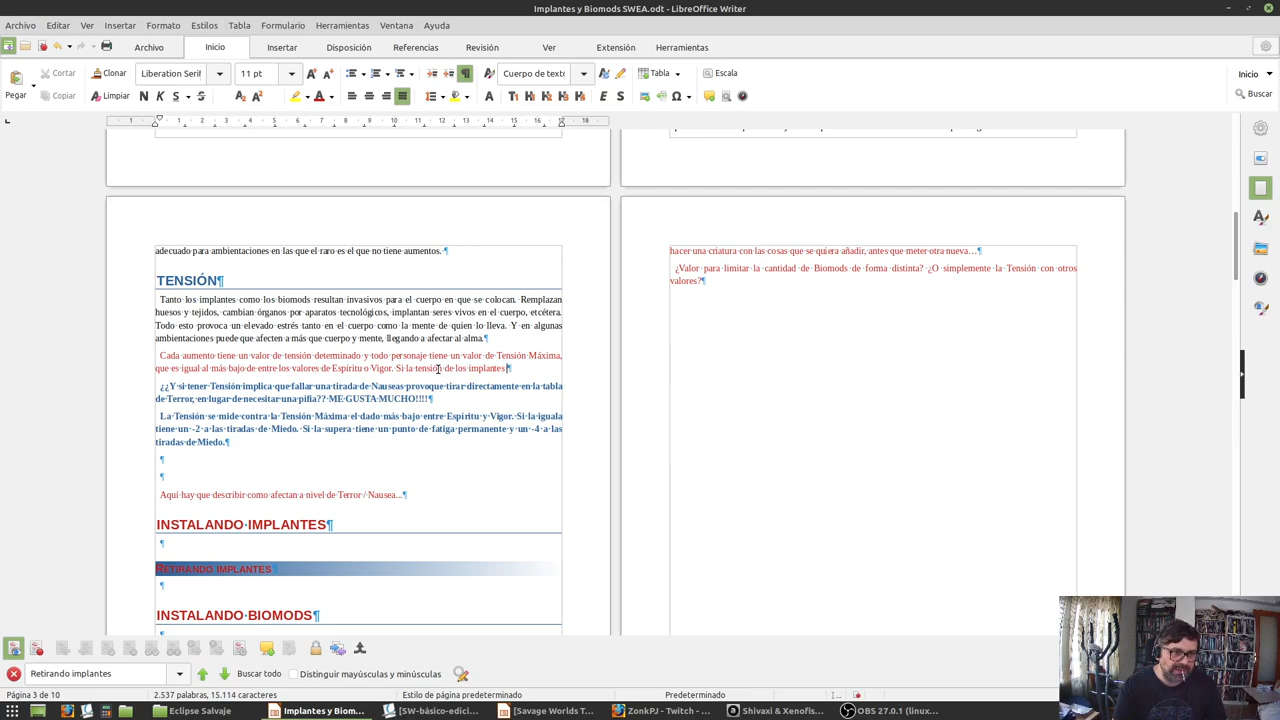 Implantes y Biomods SWEA.odt - LibreOffice Writer
Archivo Editar Ver Insertar Formato Estilos Tabla Formulario Herramientas Ventana Ayuda
Archivo Inicio Insertar Disposición Referencias Revisión Ver Extensión Herramientas
Cortar Clonar Liberation Serif 11 pt Cuerpo de texto Tabla Escala Inicio
Pegar Copiar Limpiar Buscar
adecuado para ambientaciones en las que el raro es el que no tiene aumentos. ¶
TENSIÓN¶
Tanto los implantes como los biomods resultan invasivos para el cuerpo en que se colocan. Remplazan
huesos y tejidos, cambian órganos por aparatos tecnológicos, implantan seres vivos en el cuerpo, etcétera.
Todo esto provoca un elevado estrés tanto en el cuerpo como la mente de quien lo lleva. Y en algunas
ambientaciones puede que afecten a más que cuerpo y mente, llegando a afectar al alma.¶
Cada aumento tiene un valor de tensión determinado y todo personaje tiene un valor de Tensión Máxima,
que es igual al más bajo de entre los valores de Espíritu o Vigor. Si la tensión de los implantes ¶
¿¿Y si tener Tensión implica que fallar una tirada de Nauseas provoque tirar directamente en la tabla
de Terror, en lugar de necesitar una pifia?? ME GUSTA MUCHO!!!!¶
La Tensión se mide contra la Tensión Máxima el dado más bajo entre Espíritu y Vigor. Si la iguala
tiene un -2 a las tiradas de Miedo. Si la supera tiene un punto de fatiga permanente y un -4 a las
tiradas de Miedo.¶
¶
¶
Aquí hay que describir como afectan a nivel de Terror / Nausea...¶
INSTALANDO IMPLANTES¶
¶
RETIRANDO IMPLANTES¶
¶
INSTALANDO BIOMODS¶
hacer una criatura con las cosas que se quiera añadir, antes que meter otra nueva…¶
¿Valor para limitar la cantidad de Biomods de forma distinta? ¿O simplemente la Tensión con otros
valores?¶
Retirando implantes Buscar todo Distinguir mayúsculas y minúsculas
Página 3 de 10 2.537 palabras, 15.114 caracteres Estilo de página predeterminado Predeterminado
Eclipse Salvaje Implantes y Biom... [SW-básico-edici... [Savage Worlds T... ZonkPJ - Twitch - ... Shivaxi & Xenofis... OBS 27.0.1 (linux...